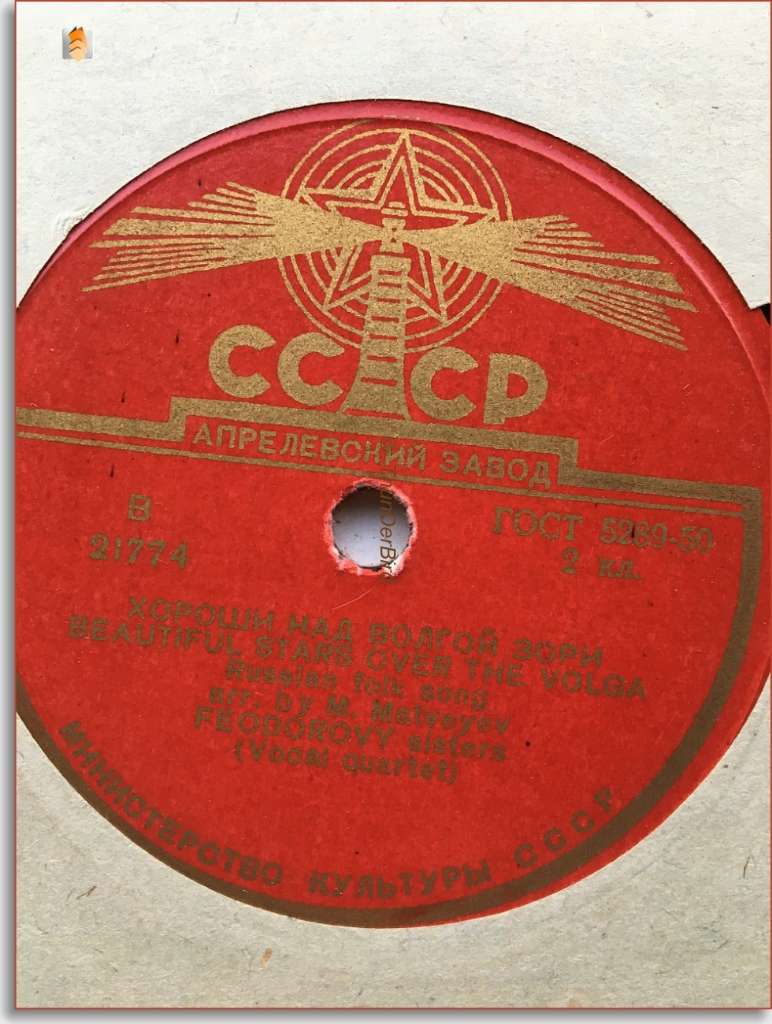 СССР
АПРЕЛЕВСКИЙ ЗАВОД
В
21774
ГОСТ 5289-50
2 кл.
ХОРОШИ НАД ВОЛГОЙ ЗОРИ
BEAUTIFUL STARS OVER THE VOLGA
Russian folk song
arr. by M. Matveyev
FEODOROVY sisters
(Vocal quartet)
МИНИСТЕРСТВО КУЛЬТУРЫ СССР